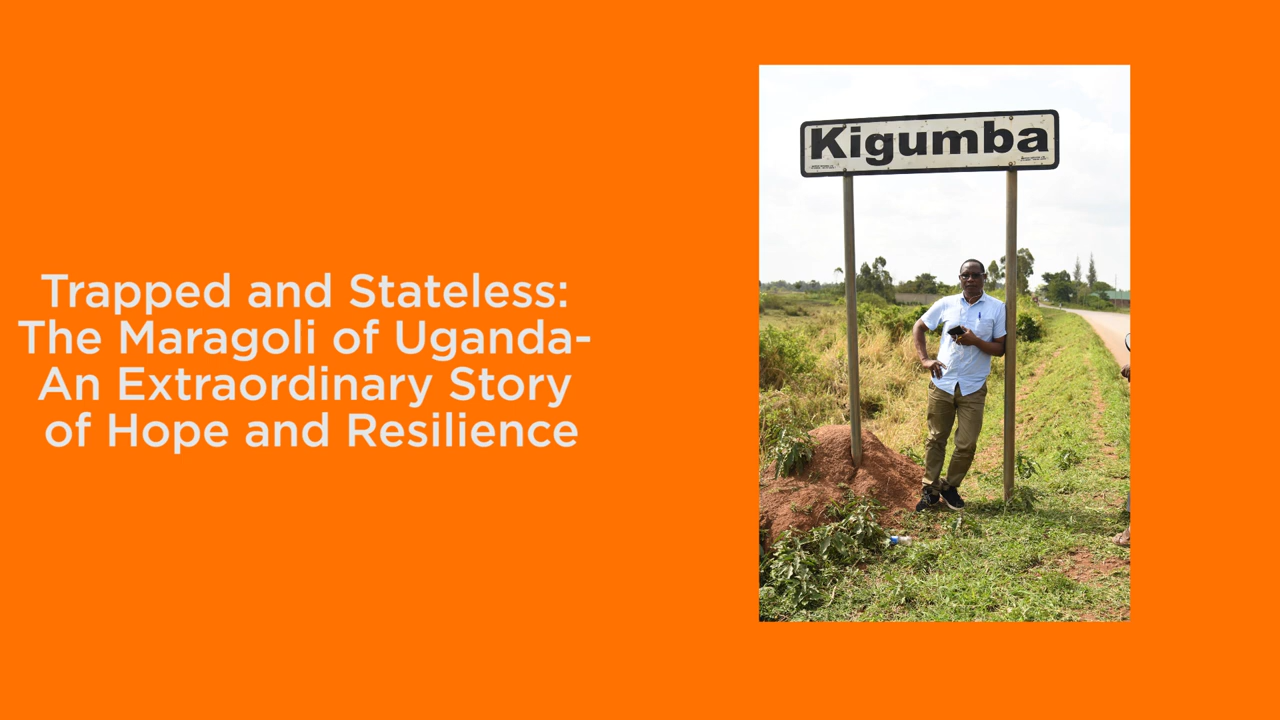 Trapped and Stateless:
The Maragoli of Uganda-
An Extraordinary Story
of Hope and Resilience
Kigumba